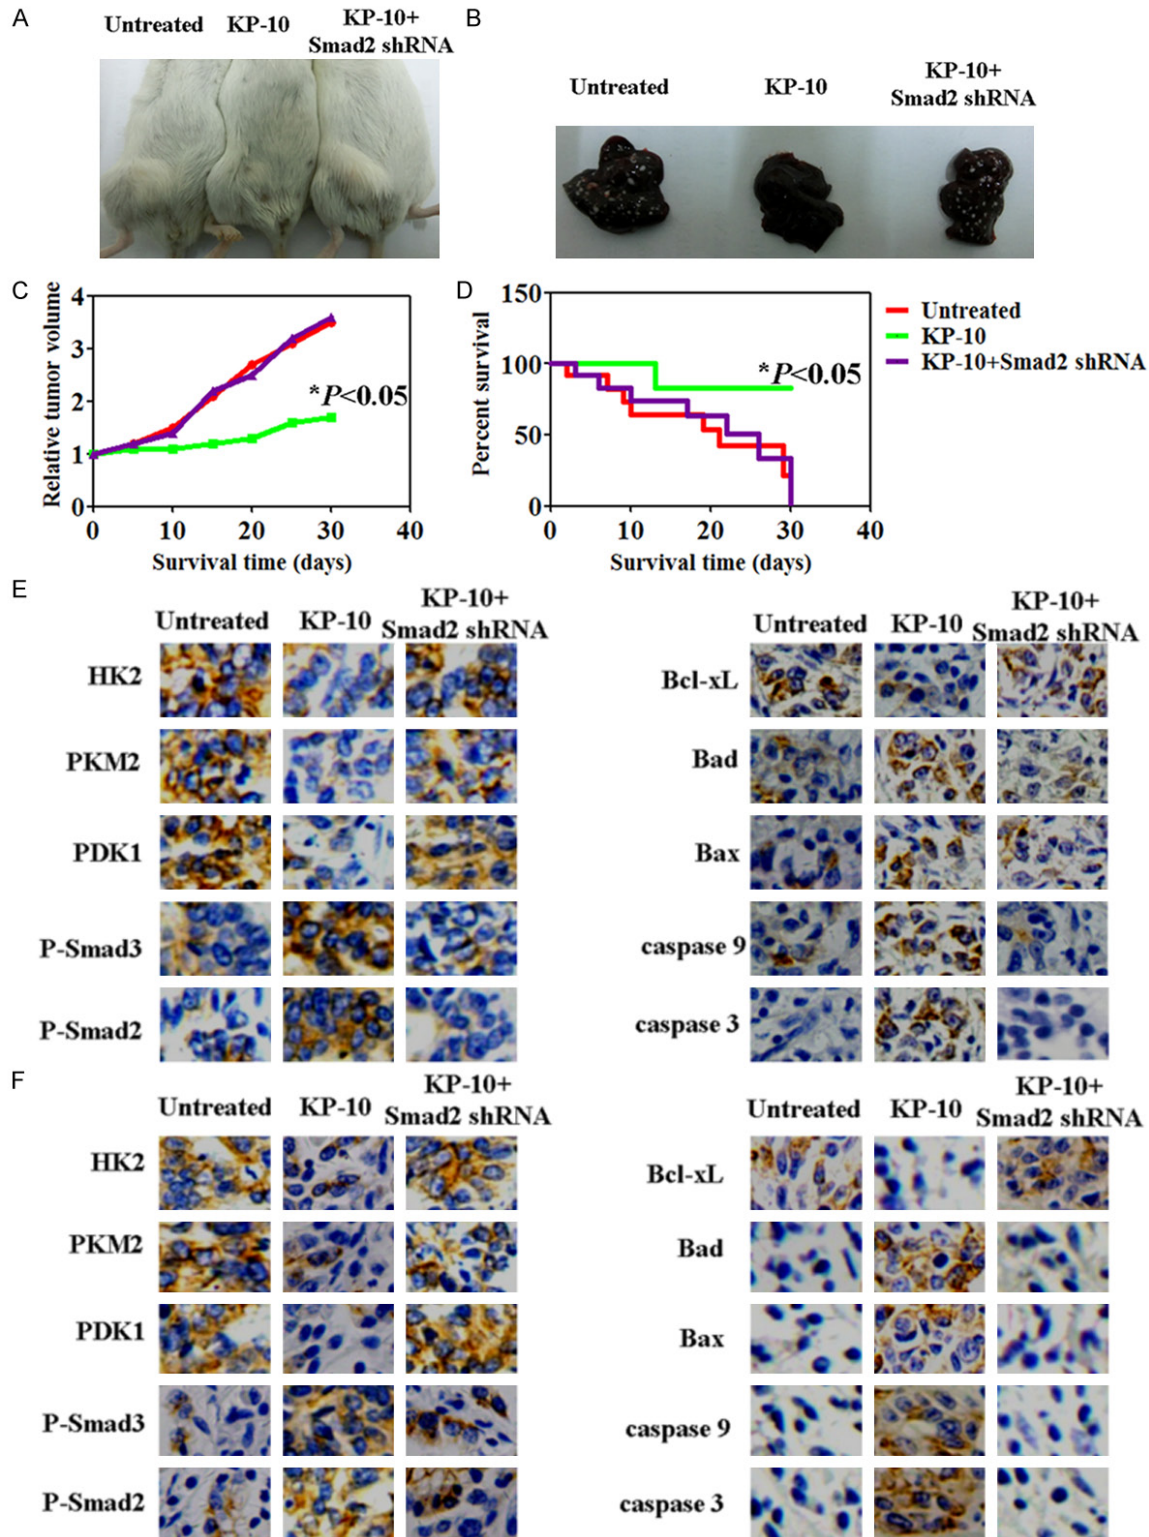 A
Untreated KP-10 KP-10+
Smad2 shRNA
B
Untreated KP-10 KP-10+
Smad2 shRNA
C
Relative tumor volume
4
3
2
1
0
*P<0.05
0 10 20 30 40
Survival time (days)
D
Percent survival
150
100
50
0
*P<0.05
0 10 20 30 40
Survival time (days)
Untreated
KP-10
KP-10+Smad2 shRNA
E
Untreated KP-10 KP-10+
Smad2 shRNA
HK2
PKM2
PDK1
P-Smad3
P-Smad2
Untreated KP-10 KP-10+
Smad2 shRNA
Bcl-xL
Bad
Bax
caspase 9
caspase 3
F
Untreated KP-10 KP-10+
Smad2 shRNA
HK2
PKM2
PDK1
P-Smad3
P-Smad2
Untreated KP-10 KP-10+
Smad2 shRNA
Bcl-xL
Bad
Bax
caspase 9
caspase 3